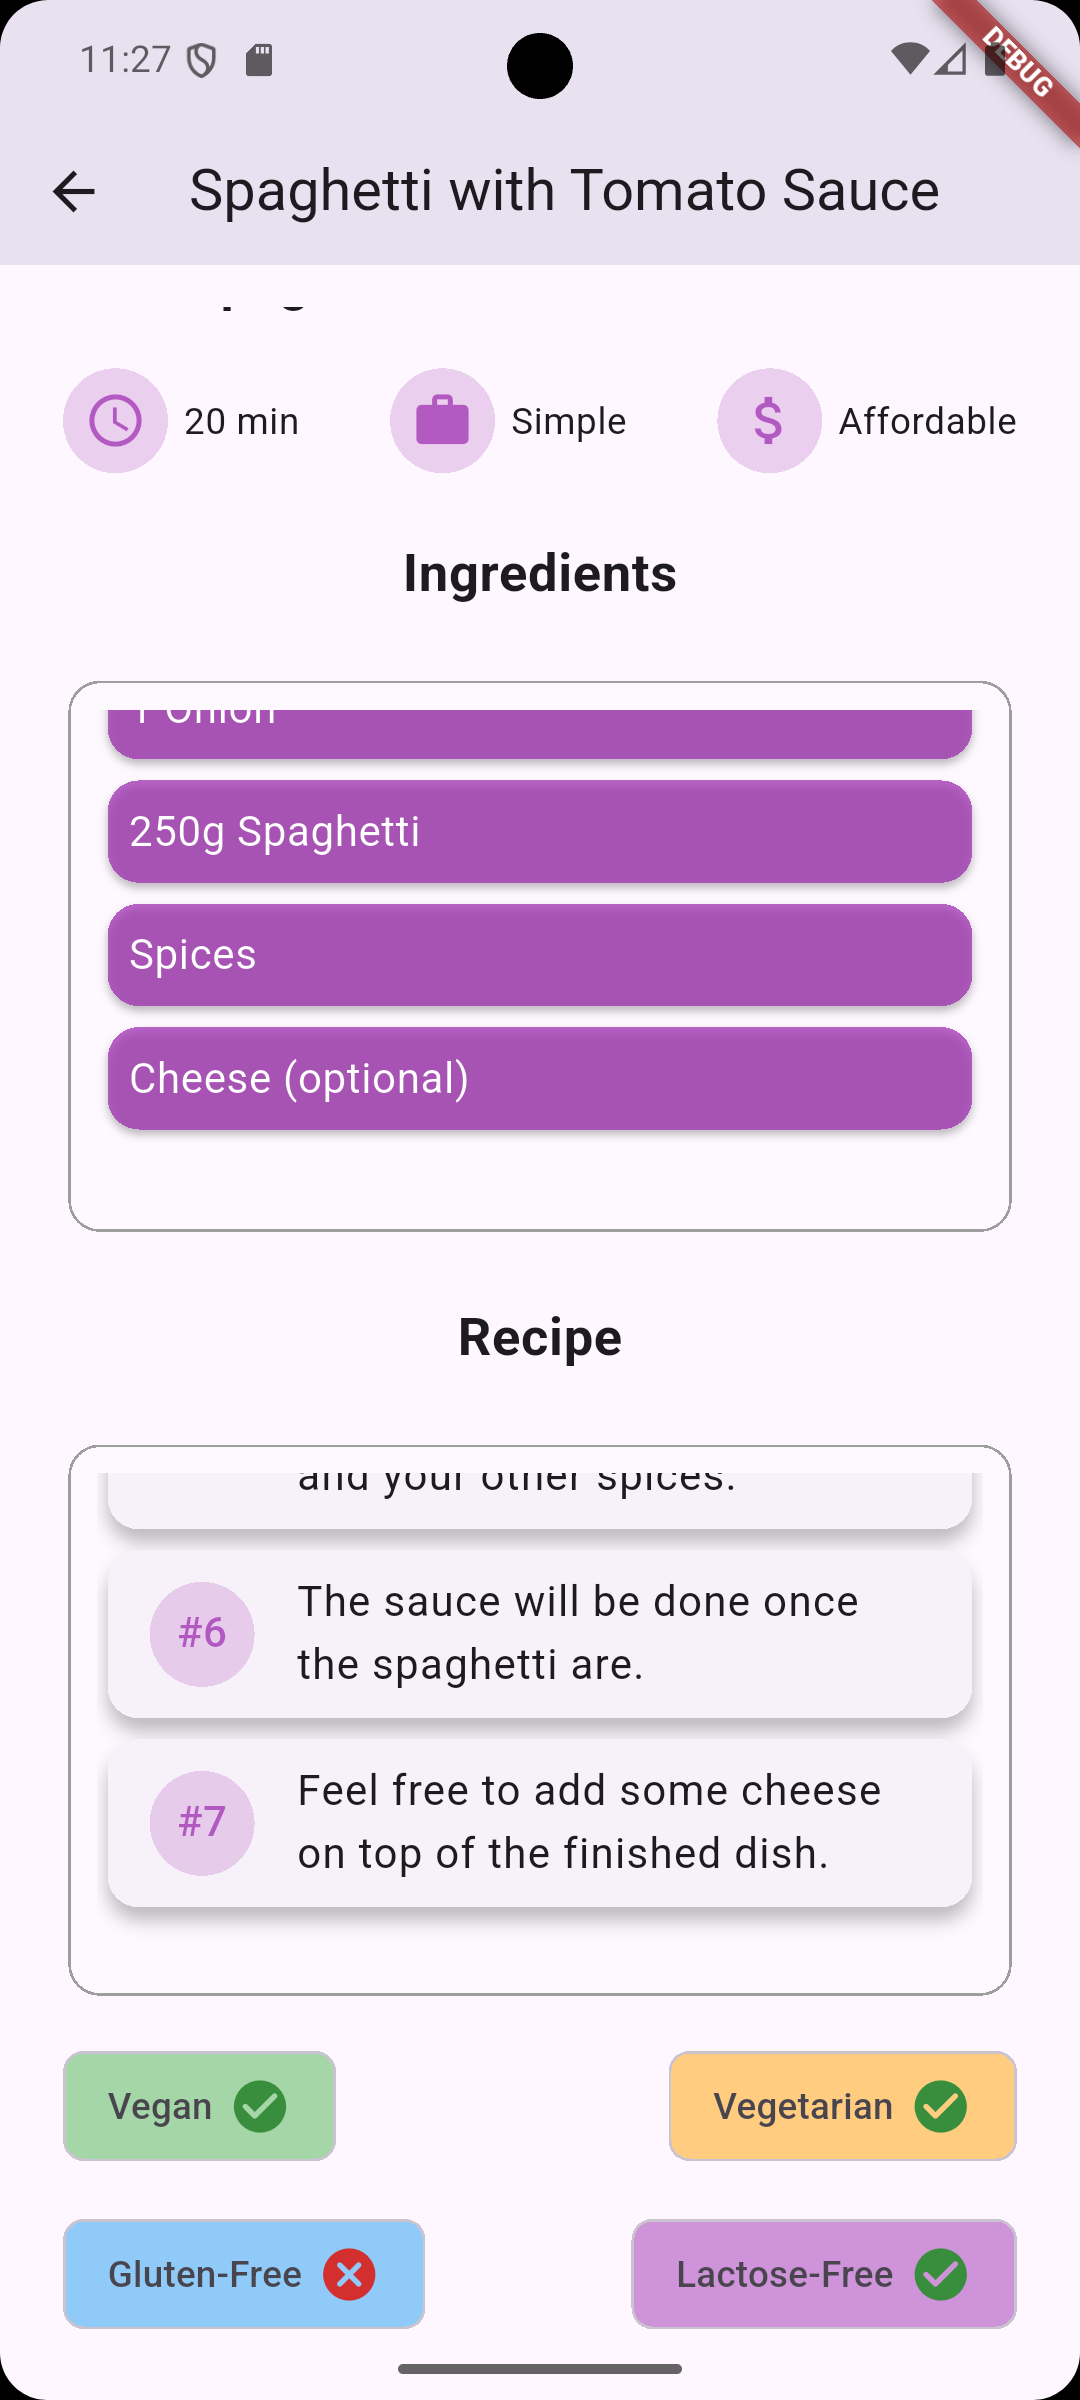 11:27
DEBUG
Spaghetti with Tomato Sauce
20 min
Simple
Affordable
Ingredients
1 Onion
250g Spaghetti
Spices
Cheese (optional)
Recipe
and your other spices.
#6
The sauce will be done once
the spaghetti are.
#7
Feel free to add some cheese
on top of the finished dish.
Vegan
Vegetarian
Gluten-Free
Lactose-Free